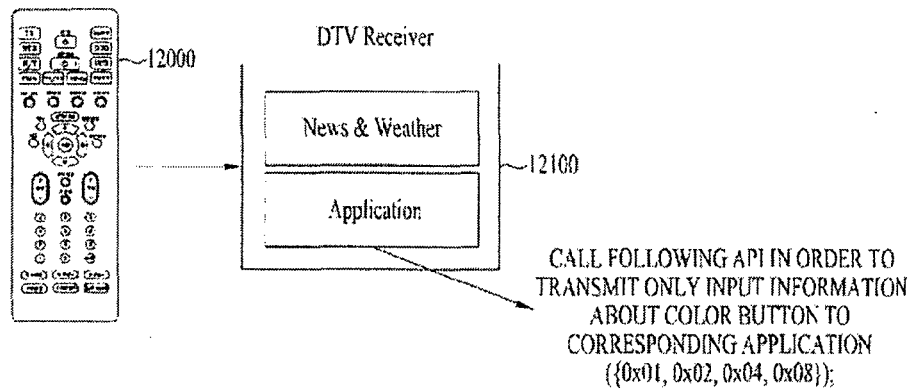 12000
DTV Receiver
News & Weather
Application
12100
CALL FOLLOWING API IN ORDER TO
TRANSMIT ONLY INPUT INFORMATION
ABOUT COLOR BUTTON TO
CORRESPONDING APPLICATION
({0x01, 0x02, 0x04, 0x08});